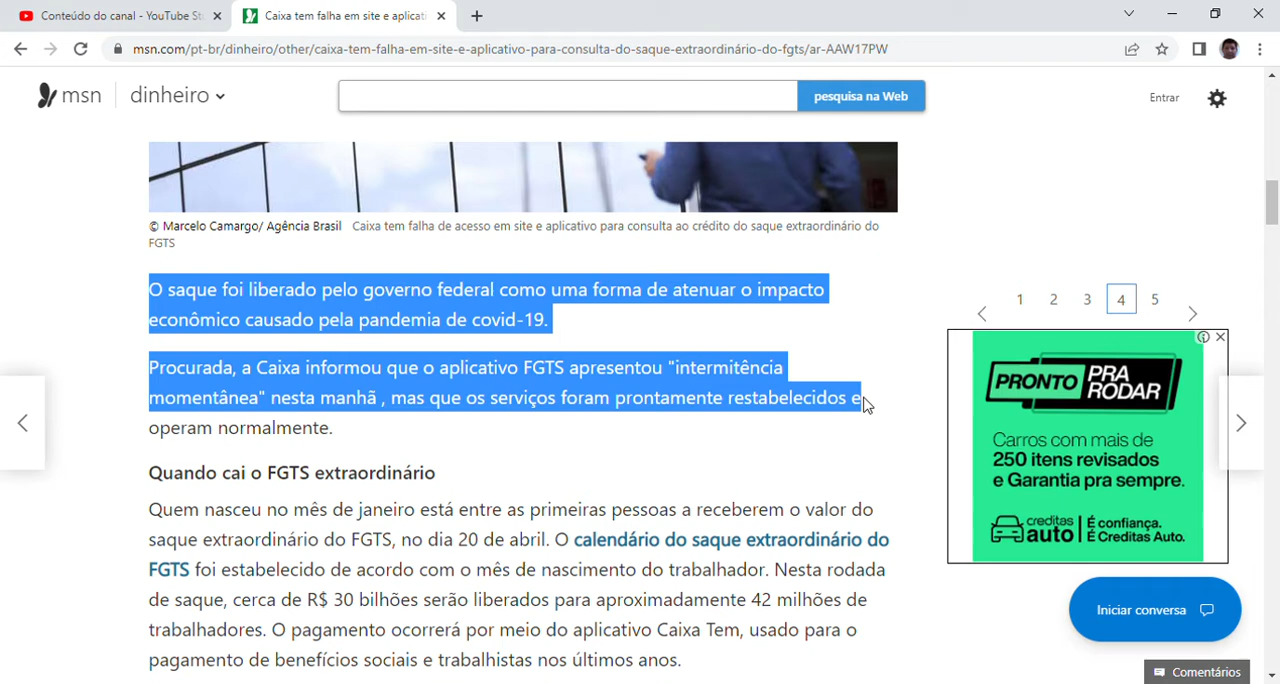 Conteúdo do canal - YouTube St
Caixa tem falha em site e aplicat
msn.com/pt-br/dinheiro/other/caixa-tem-falha-em-site-e-aplicativo-para-consulta-do-saque-extraordinário-do-fgts/ar-AAW17PW
msn
dinheiro
pesquisa na Web
Entrar
© Marcelo Camargo/ Agência Brasil Caixa tem falha de acesso em site e aplicativo para consulta ao crédito do saque extraordinário do
FGTS
O saque foi liberado pelo governo federal como uma forma de atenuar o impacto
econômico causado pela pandemia de covid-19.
Procurada, a Caixa informou que o aplicativo FGTS apresentou "intermitência
momentânea" nesta manhã , mas que os serviços foram prontamente restabelecidos e
operam normalmente.
Quando cai o FGTS extraordinário
Quem nasceu no mês de janeiro está entre as primeiras pessoas a receberem o valor do
saque extraordinário do FGTS, no dia 20 de abril. O calendário do saque extraordinário do
FGTS foi estabelecido de acordo com o mês de nascimento do trabalhador. Nesta rodada
de saque, cerca de R$ 30 bilhões serão liberados para aproximadamente 42 milhões de
trabalhadores. O pagamento ocorrerá por meio do aplicativo Caixa Tem, usado para o
pagamento de benefícios sociais e trabalhistas nos últimos anos.
1 2 3 4 5
PRONTO PRA
RODAR
Carros com mais de
250 itens revisados
e Garantia pra sempre.
creditas
auto
É confiança.
É Creditas Auto.
Iniciar conversa
Comentários